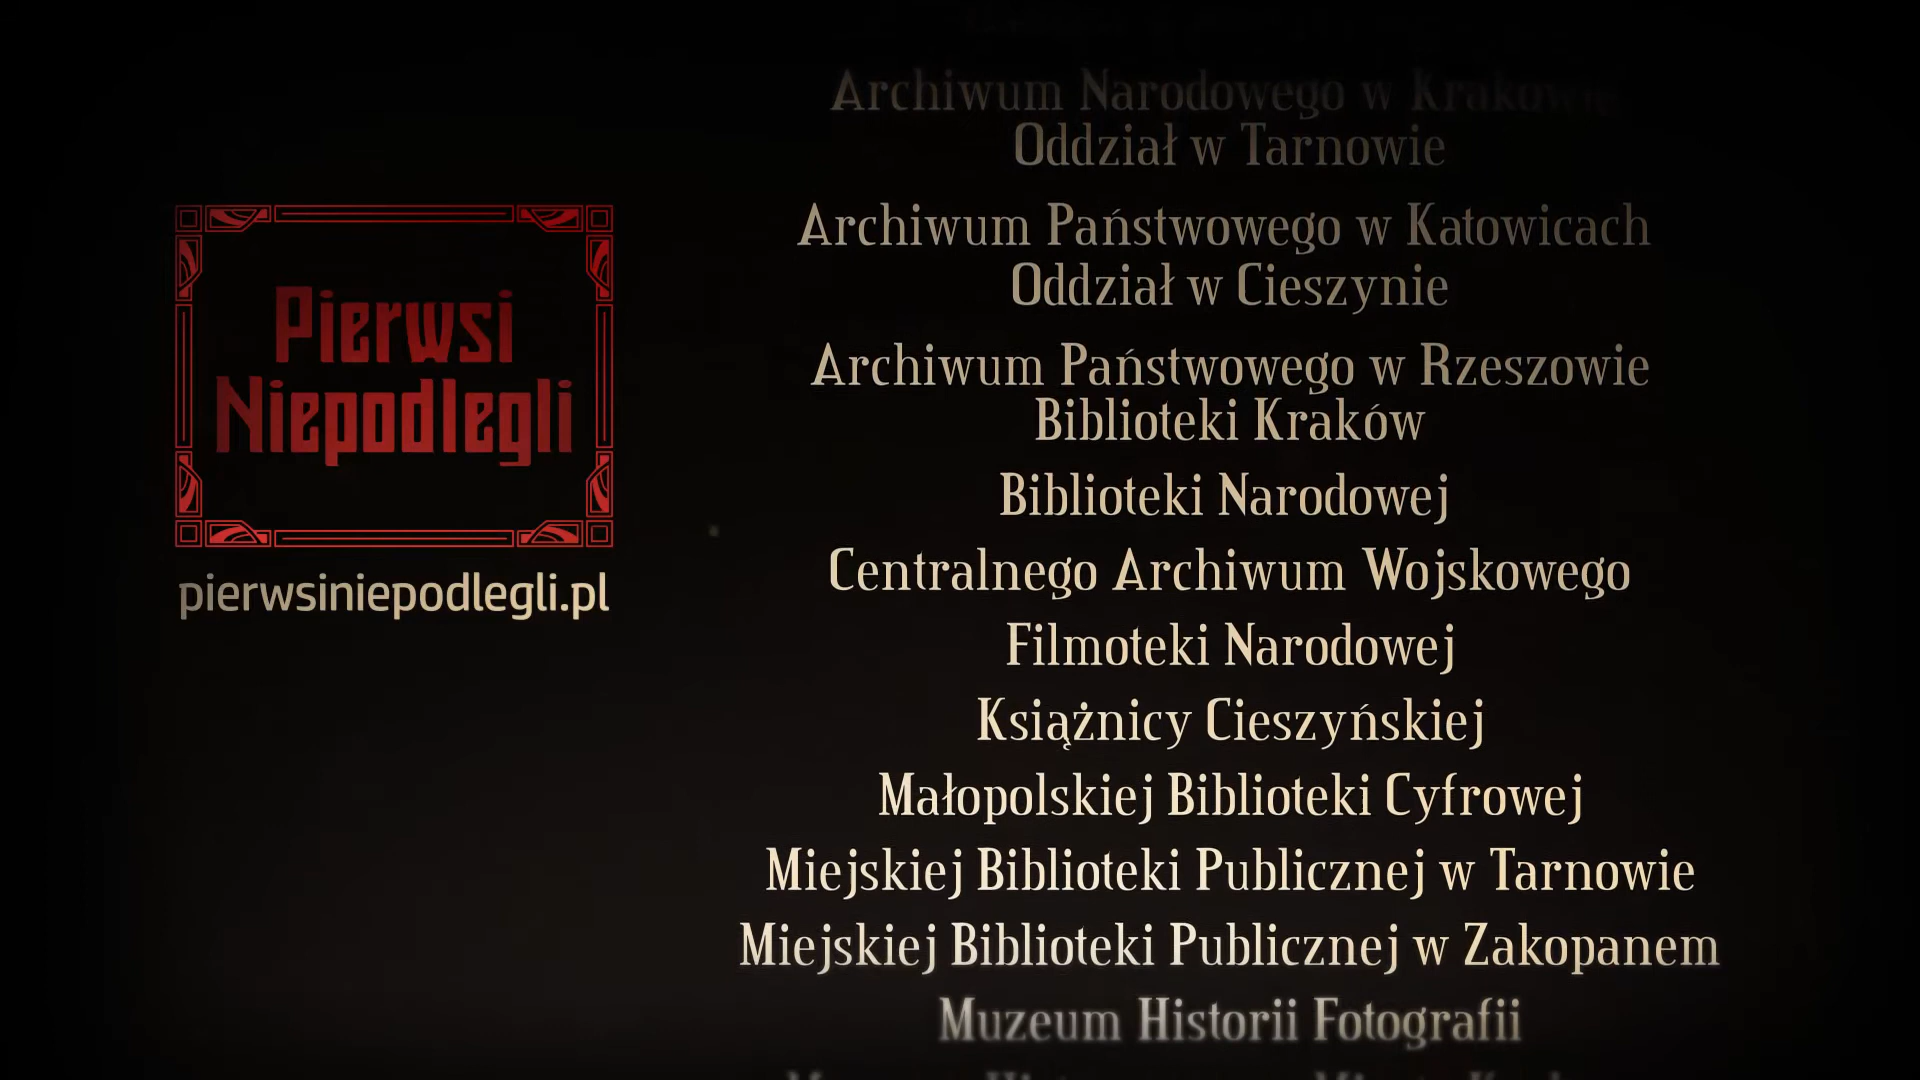 Pierwsi
Niepodlegli
pierwsiniepodlegli.pl
Archiwum Narodowego w Krakowie
Oddział w Tarnowie
Archiwum Państwowego w Katowicach
Oddział w Cieszynie
Archiwum Państwowego w Rzeszowie
Biblioteki Kraków
Biblioteki Narodowej
Centralnego Archiwum Wojskowego
Filmoteki Narodowej
Książnicy Cieszyńskiej
Małopolskiej Biblioteki Cyfrowej
Miejskiej Biblioteki Publicznej w Tarnowie
Miejskiej Biblioteki Publicznej w Zakopanem
Muzeum Historii Fotografii